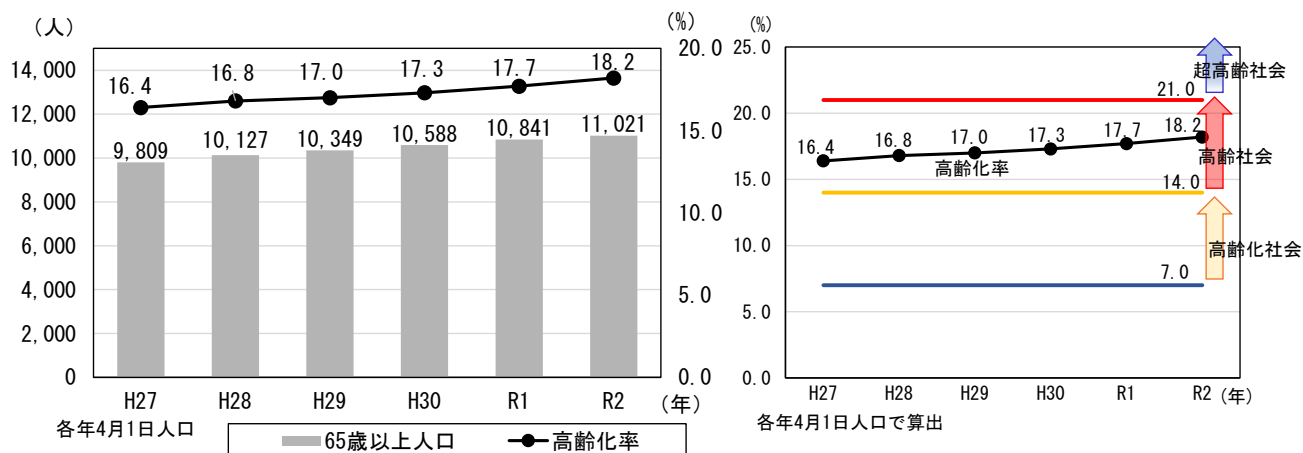 (人)
(%)
14,000
12,000
10,000
8,000
6,000
4,000
2,000
0
20.0
15.0
10.0
5.0
0.0
16.4
16.8
17.0
17.3
17.7
18.2
9,809
10,127
10,349
10,588
10,841
11,021
H27
H28
H29
H30
R1
R2
(年)
各年4月1日人口
65歳以上人口
高齢化率
(%)
25.0
20.0
15.0
10.0
5.0
0.0
超高齢社会
21.0
16.4
16.8
17.0
17.3
17.7
18.2
高齢化率
高齢社会
14.0
高齢化社会
7.0
H27
H28
H29
H30
R1
R2
(年)
各年4月1日人口で算出